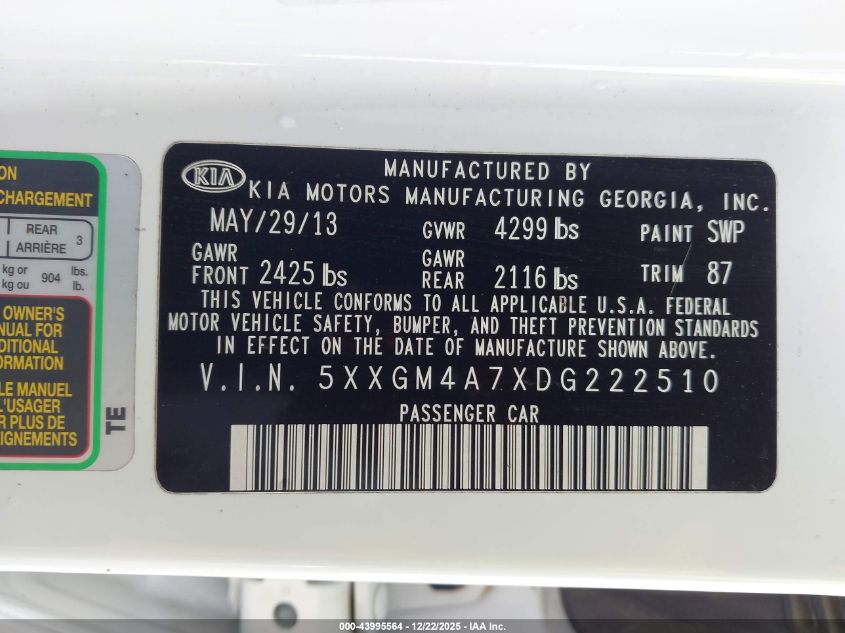 ON
CHARGEMENT
REAR
ARRIÈRE 3
kg or 904 lbs.
kg ou lb.
OWNER'S
NUAL FOR
DITIONAL
ORMATION
LE MANUEL
L'USAGER
R PLUS DE
EIGNEMENTS
TE
KIA
MANUFACTURED BY
KIA MOTORS MANUFACTURING GEORGIA, INC.
MAY/29/13 GVWR 4299 lbs PAINT SWP
GAWR FRONT 2425 lbs GAWR REAR 2116 lbs TRIM 87
THIS VEHICLE CONFORMS TO ALL APPLICABLE U.S.A. FEDERAL
MOTOR VEHICLE SAFETY, BUMPER, AND THEFT PREVENTION STANDARDS
IN EFFECT ON THE DATE OF MANUFACTURE SHOWN ABOVE.
V.I.N. 5XXGM4A7XDG222510
PASSENGER CAR
000-43995564 - 12/22/2025 - IAA Inc.